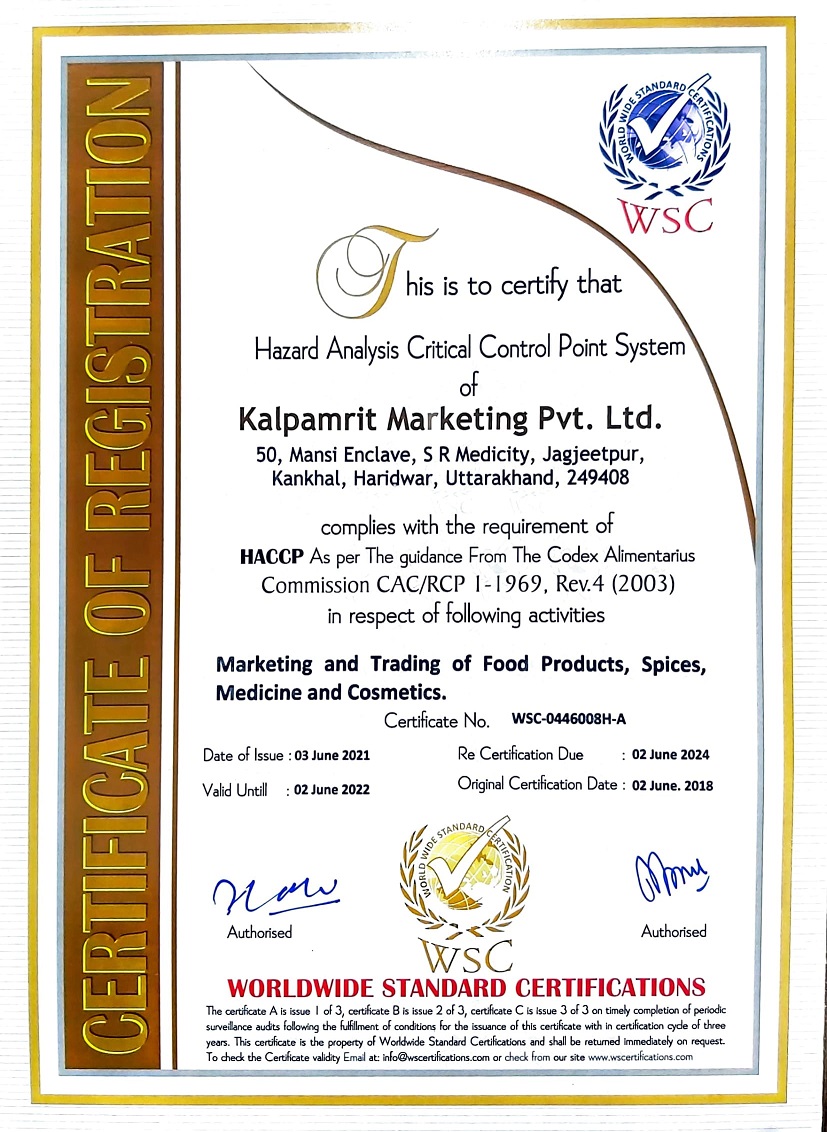 CERTIFICATE OF REGISTRATION
WORLD WIDE STANDARD CERTIFICATIONS
WSC
This is to certify that
Hazard Analysis Critical Control Point System
of
Kalpamrit Marketing Pvt. Ltd.
50, Mansi Enclave, S R Medicity, Jagjeetpur,
Kankhal, Haridwar, Uttarakhand, 249408
complies with the requirement of
HACCP As per The guidance From The Codex Alimentarius
Commission CAC/RCP 1-1969, Rev.4 (2003)
in respect of following activities
Marketing and Trading of Food Products, Spices,
Medicine and Cosmetics.
Certificate No. WSC-0446008H-A
Date of Issue : 03 June 2021 Re Certification Due : 02 June 2024
Valid Untill : 02 June 2022 Original Certification Date : 02 June. 2018
WORLD WIDE STANDARD CERTIFICATION
Authorised Authorised
WSC
WORLDWIDE STANDARD CERTIFICATIONS
The certificate A is issue 1 of 3, certificate B is issue 2 of 3, certificate C is Issue 3 of 3 on timely completion of periodic
surveillance audits following the fulfillment of conditions for the issuance of this certificate with in certification cycle of three
years. This certificate is the property of Worldwide Standard Certifications and shall be returned immediately on request.
To check the Certificate validity Email at: info@wscertifications.com or check from our site www.wscertifications.com